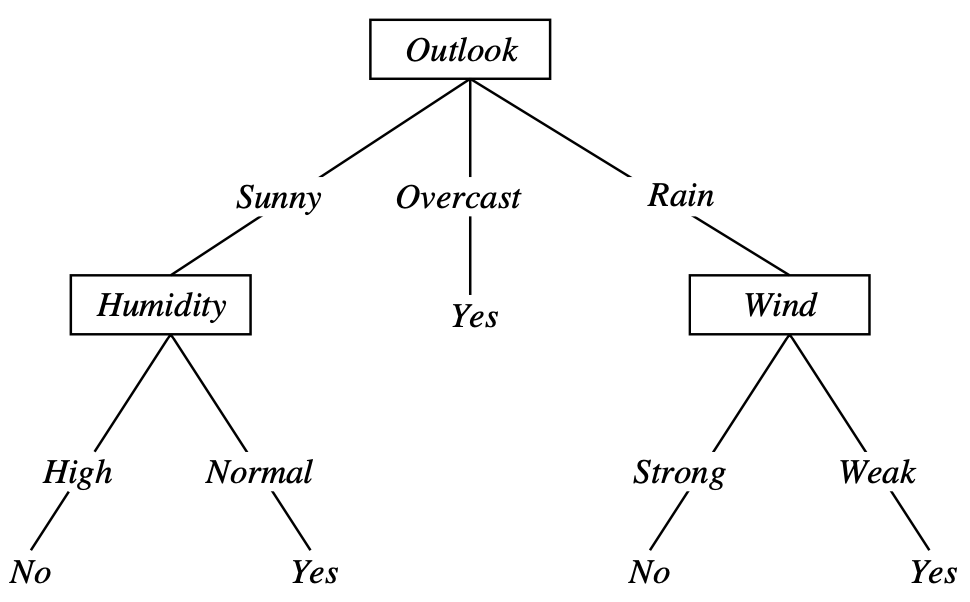 Outlook
Sunny Overcast Rain
Humidity Yes Wind
High Normal Strong Weak
No Yes No Yes